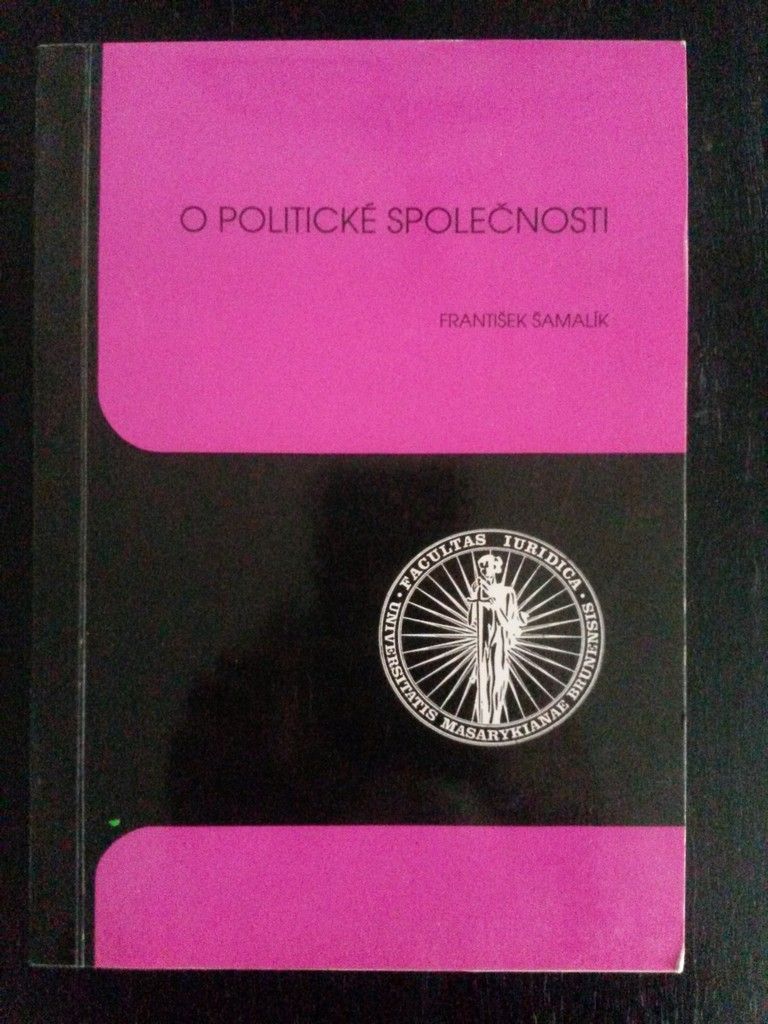 O POLITICKÉ SPOLEČNOSTI
FRANTIŠEK ŠAMALÍK
· FACULTAS IURIDICA ·
UNIVERSITATIS MASARYKIANAE BRUNENSIS